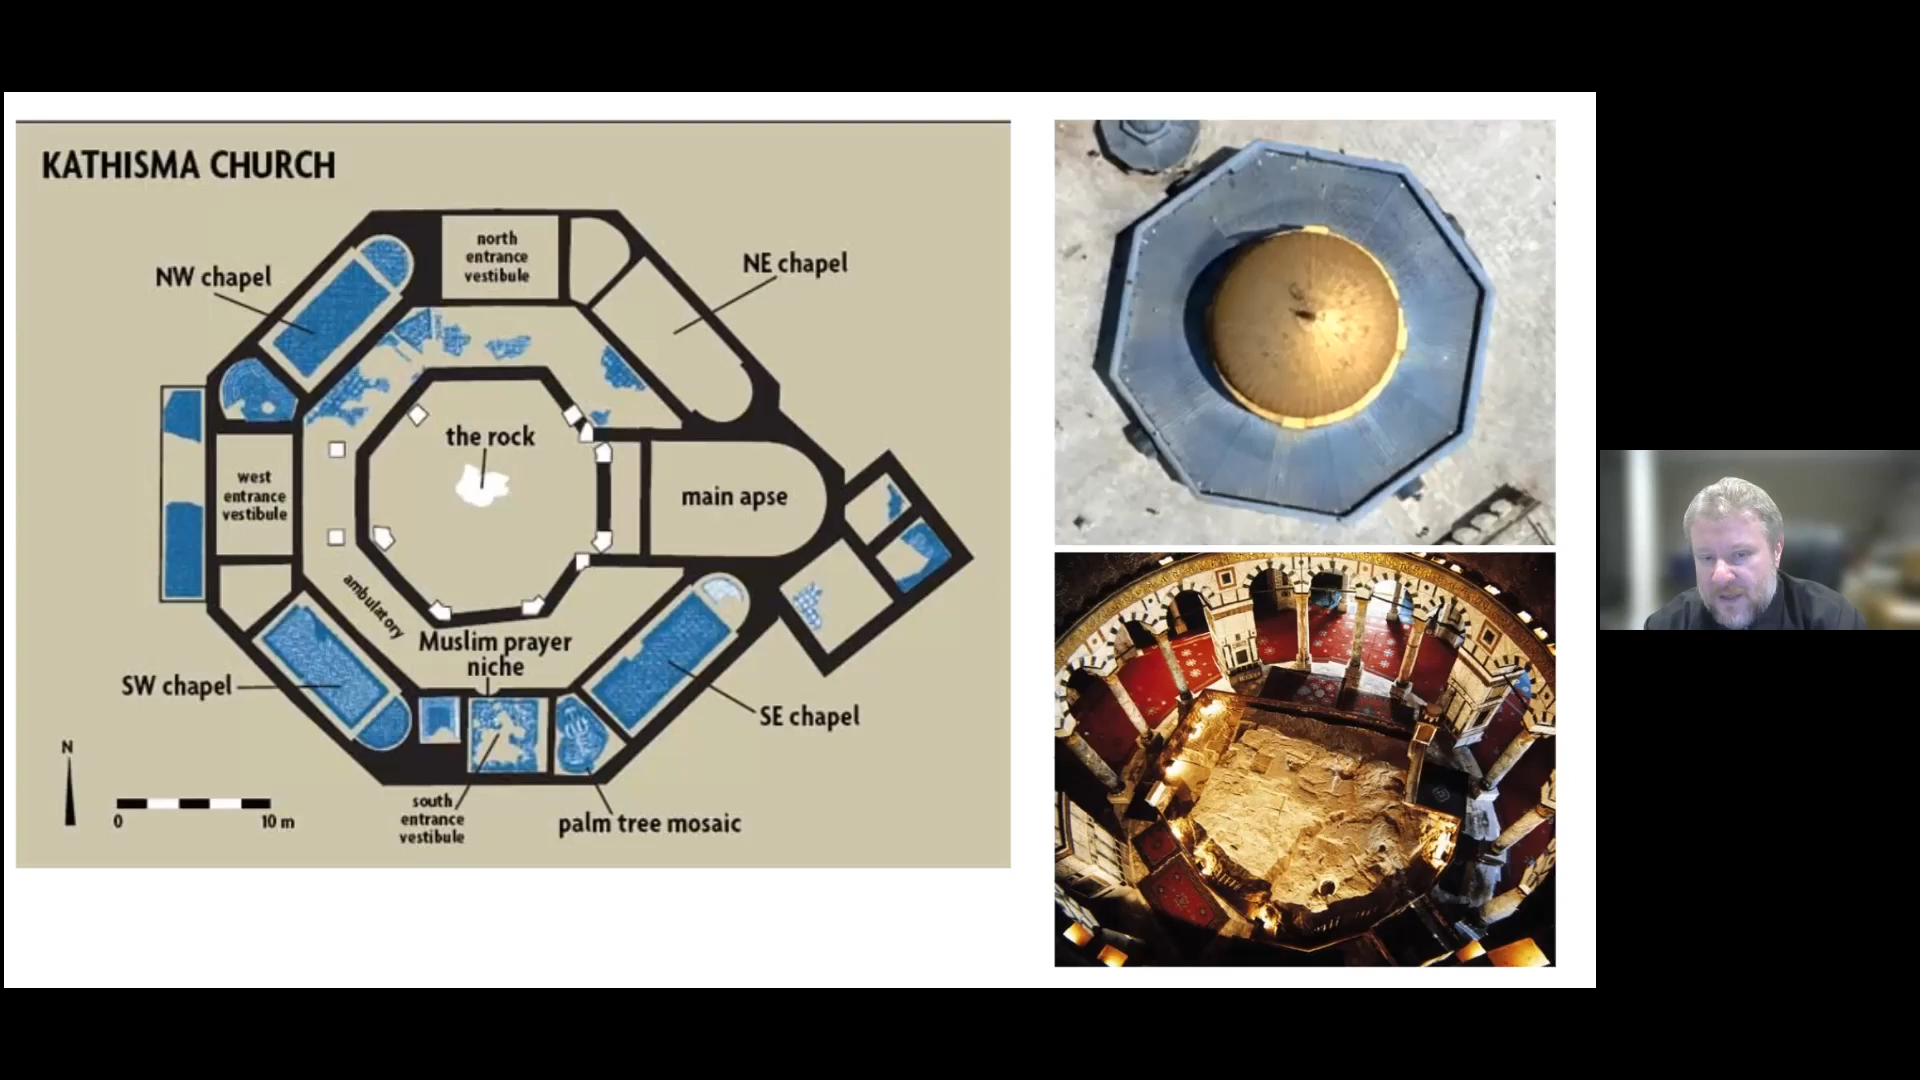 KATHISMA CHURCH
north
entrance
vestibule
NW chapel
NE chapel
the rock
west
entrance
vestibule
main apse
ambulatory
Muslim prayer
niche
SW chapel
SE chapel
N
0 10 m
south
entrance
vestibule
palm tree mosaic